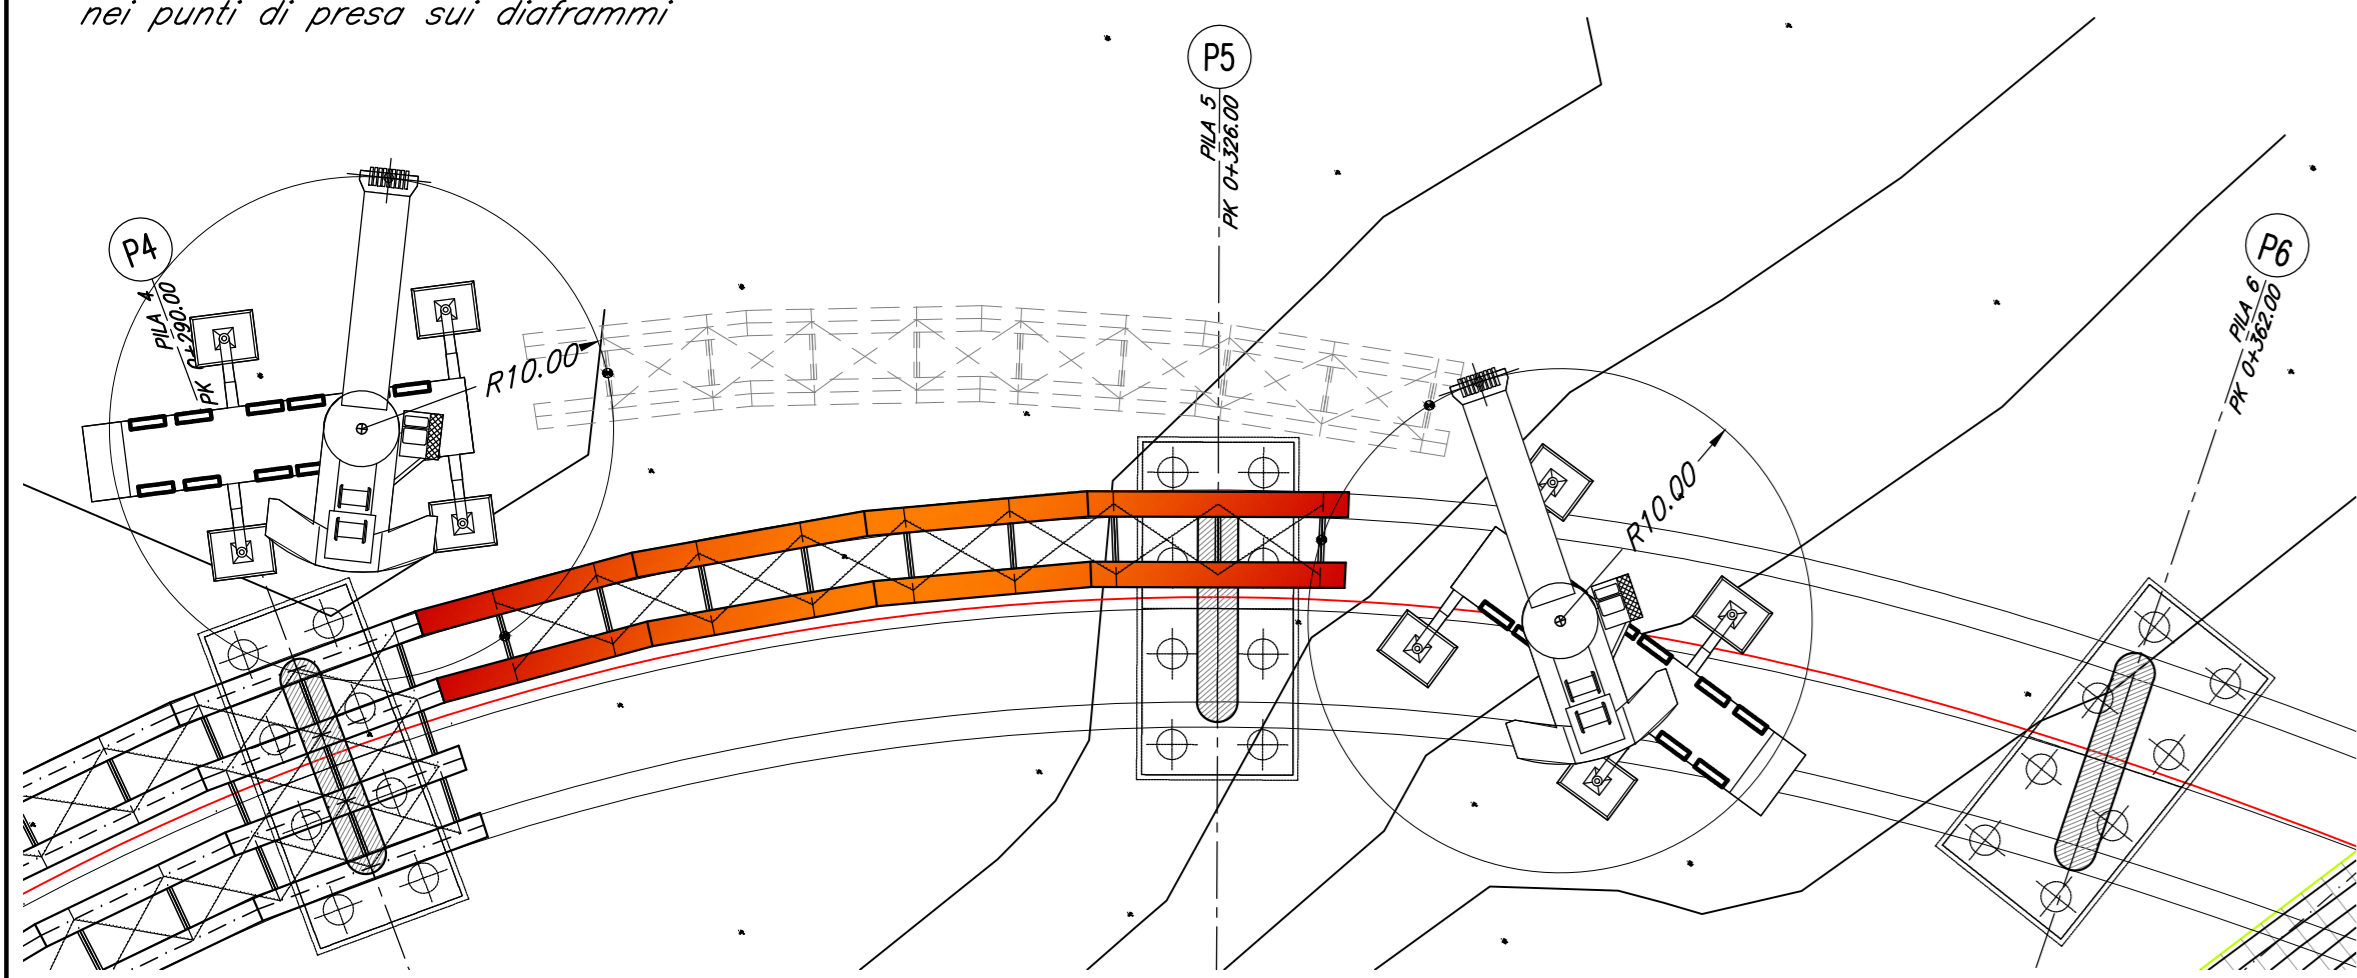 nei punti di presa sui diaframmi
P5
PILA 5
PK 0+326.00
P4
PILA 4
PK 0+290.00
P6
PILA 6
PK 0+362.00
R10.00
R10.00